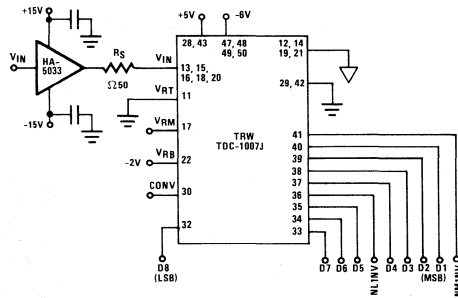 +15V
+5V
-6V
28, 43
47, 48
49, 50
12, 14
19, 21
VIN
HA-
5033
RS
Ω50
VIN
13, 15,
16, 18, 20
VRT
11
29, 42
-15V
VRM
17
TRW
TDC-1007J
41
40
-2V
VRB
22
39
38
CONV
30
37
36
35
32
34
33
D8
(LSB)
D7
D6
D5
NL1NV
D4
D3
D2
(MSB)
D1
NM1NV